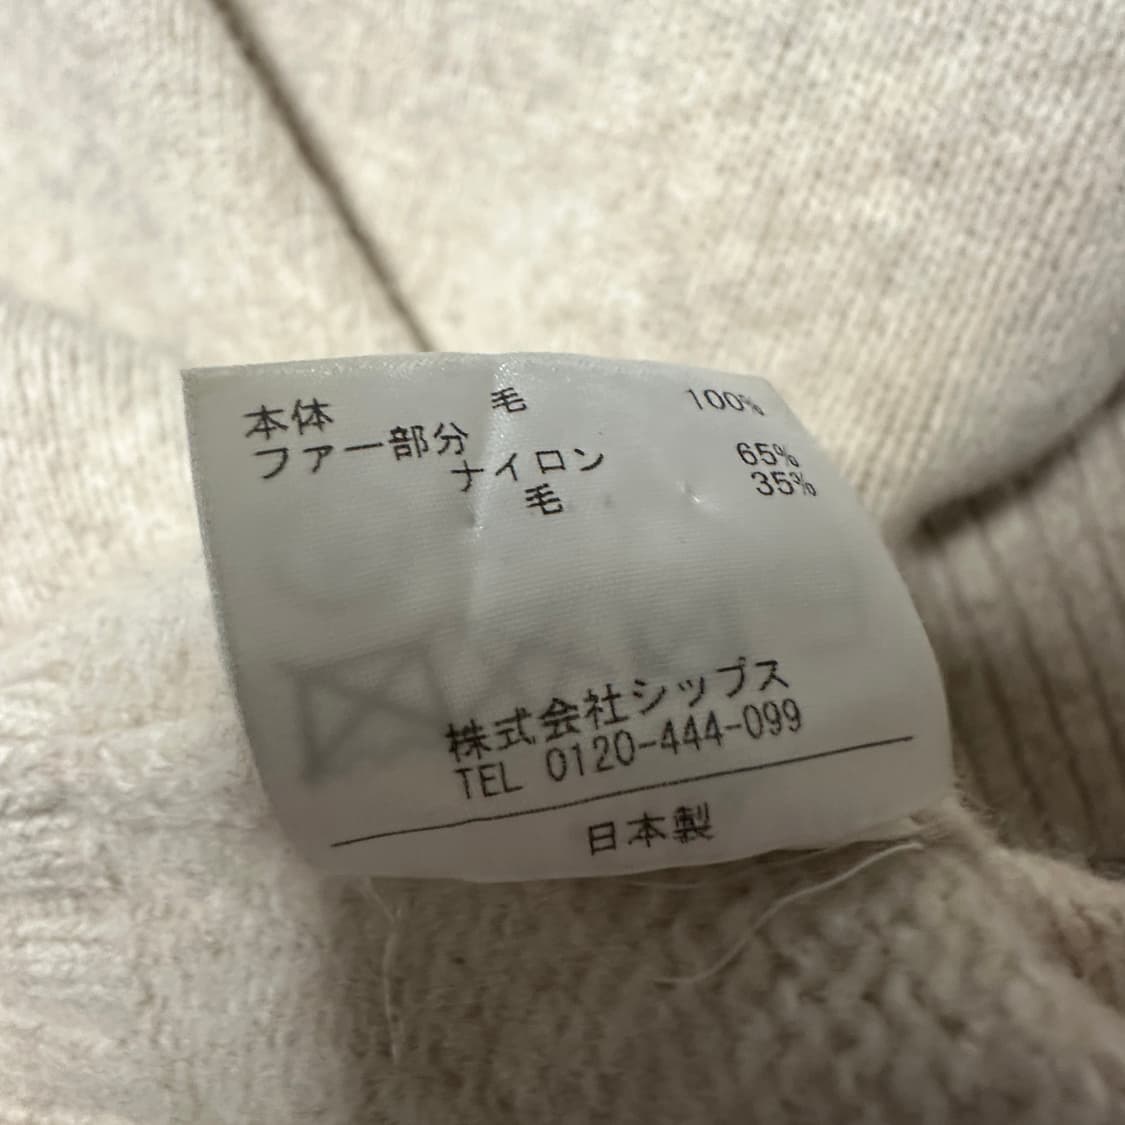 本体 毛 100%
ファー部分
ナイロン 65%
毛 35%
株式会社シップス
TEL 0120-444-099
日本製